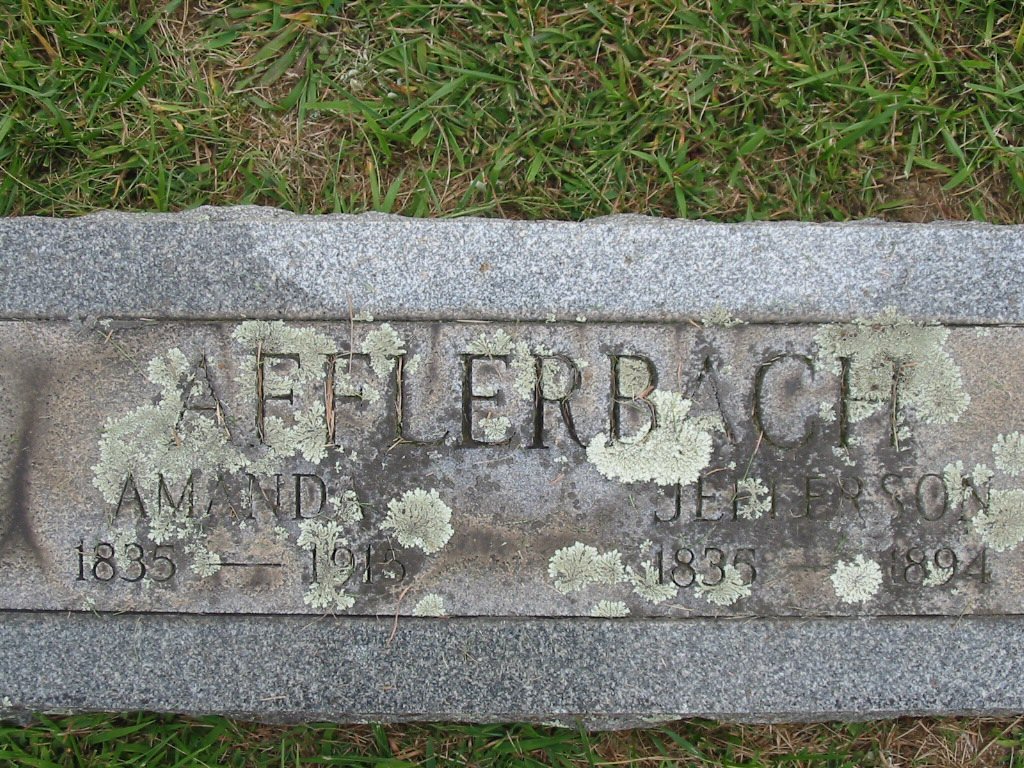 AFFLERBACH
AMANDA JEFFERSON
1835 — 1913 1835 — 1894